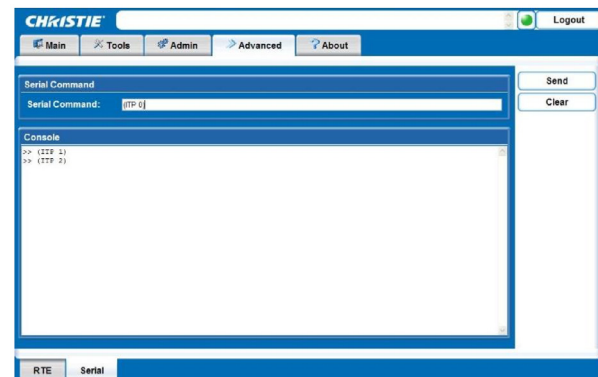 CHRISTIE Logout
Main Tools Admin Advanced About
Serial Command Send
Serial Command: (ITP 0) Clear
Console
>> (ITP 1)
>> (ITP 2)
RTE Serial